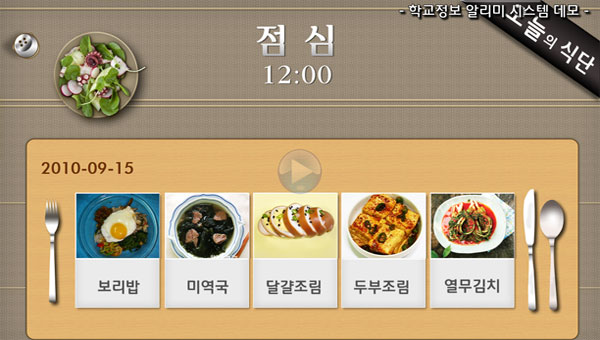 - 학교정보 알리미 시스템 데모 -
오늘의 식단
점심
12:00
2010-09-15
보리밥
미역국
달걀조림
두부조림
열무김치